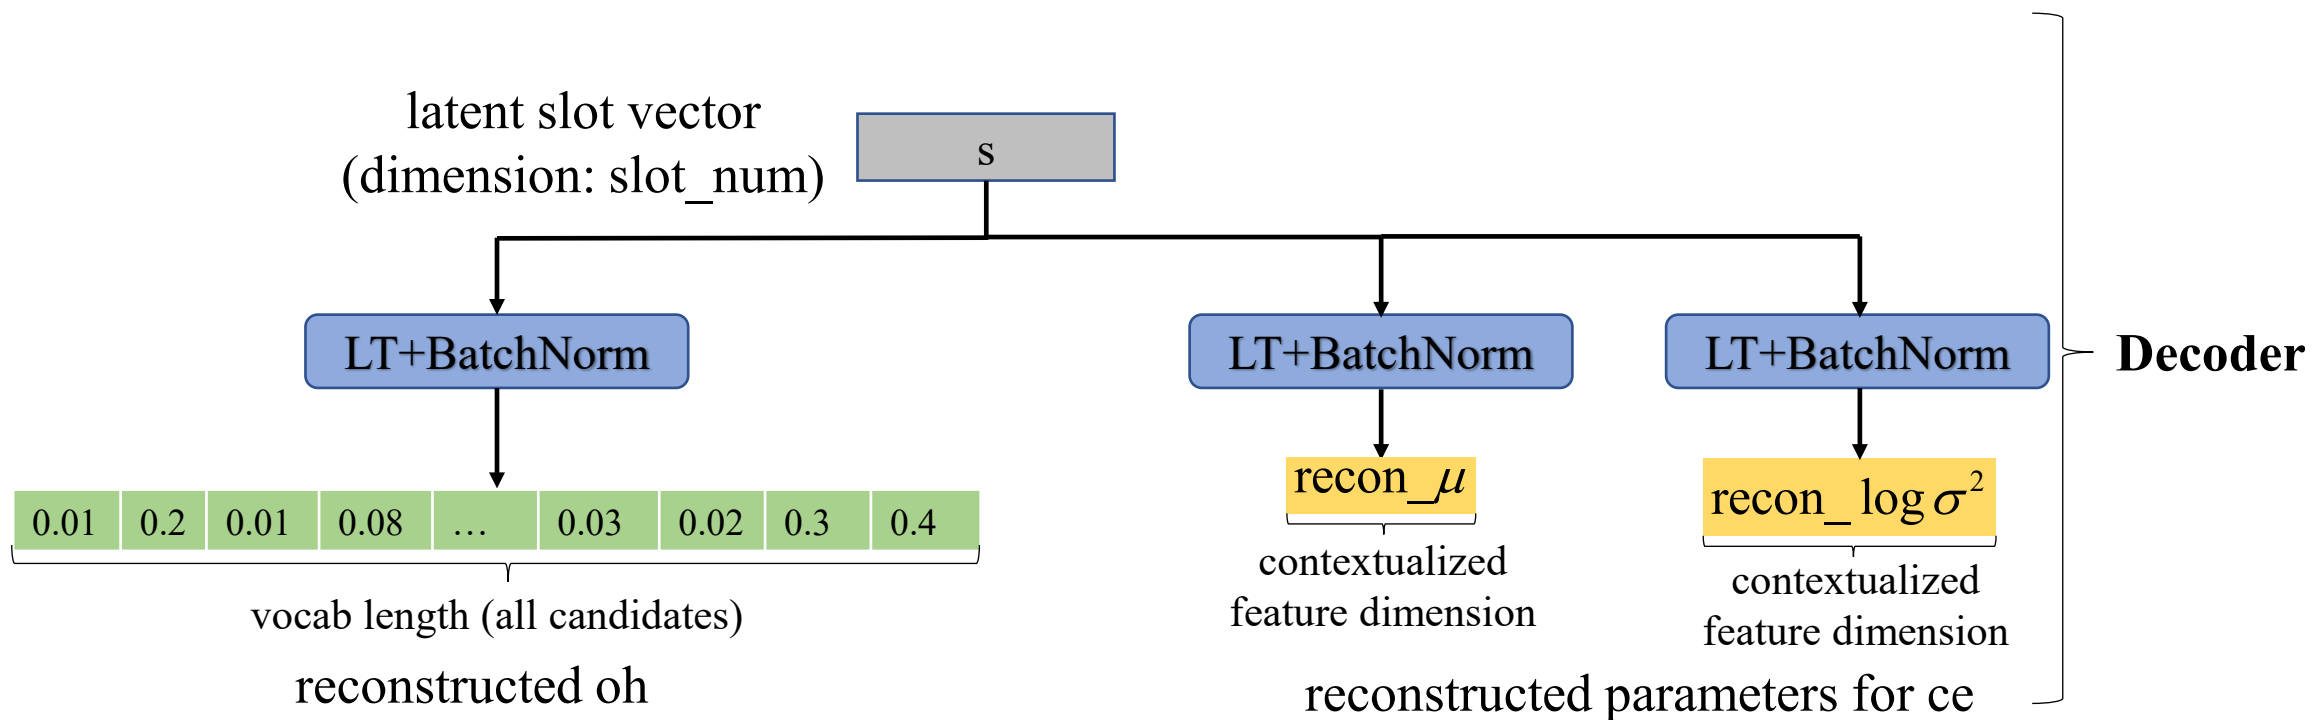 latent slot vector
(dimension: slot_num)
s
LT+BatchNorm
LT+BatchNorm
LT+BatchNorm
Decoder
recon_μ
recon_ log σ²
0.01 0.2 0.01 0.08 … 0.03 0.02 0.3 0.4
contextualized
feature dimension
contextualized
feature dimension
vocab length (all candidates)
reconstructed oh
reconstructed parameters for ce